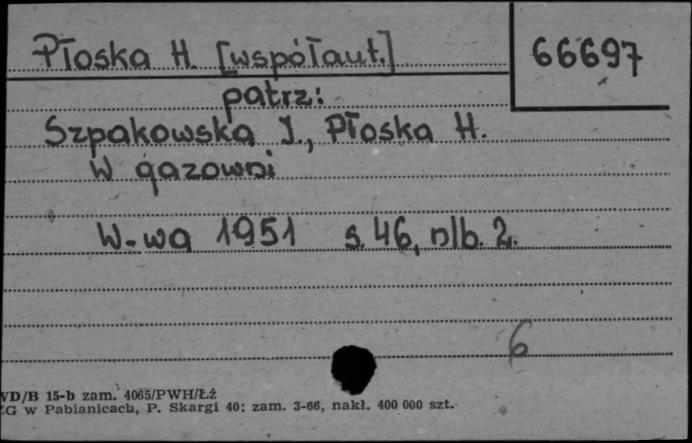 Płoska H. [współaut.]
66697
patrz:
Szpakowska J., Płoska H.
W gazowni
W-wa 1951 s. 46, nlb. 2.
6
WD/B 15-b zam. 4065/PWH/Łź
ZG w Pabianicach, P. Skargi 40; zam. 3-66, nakł. 400 000 szt.